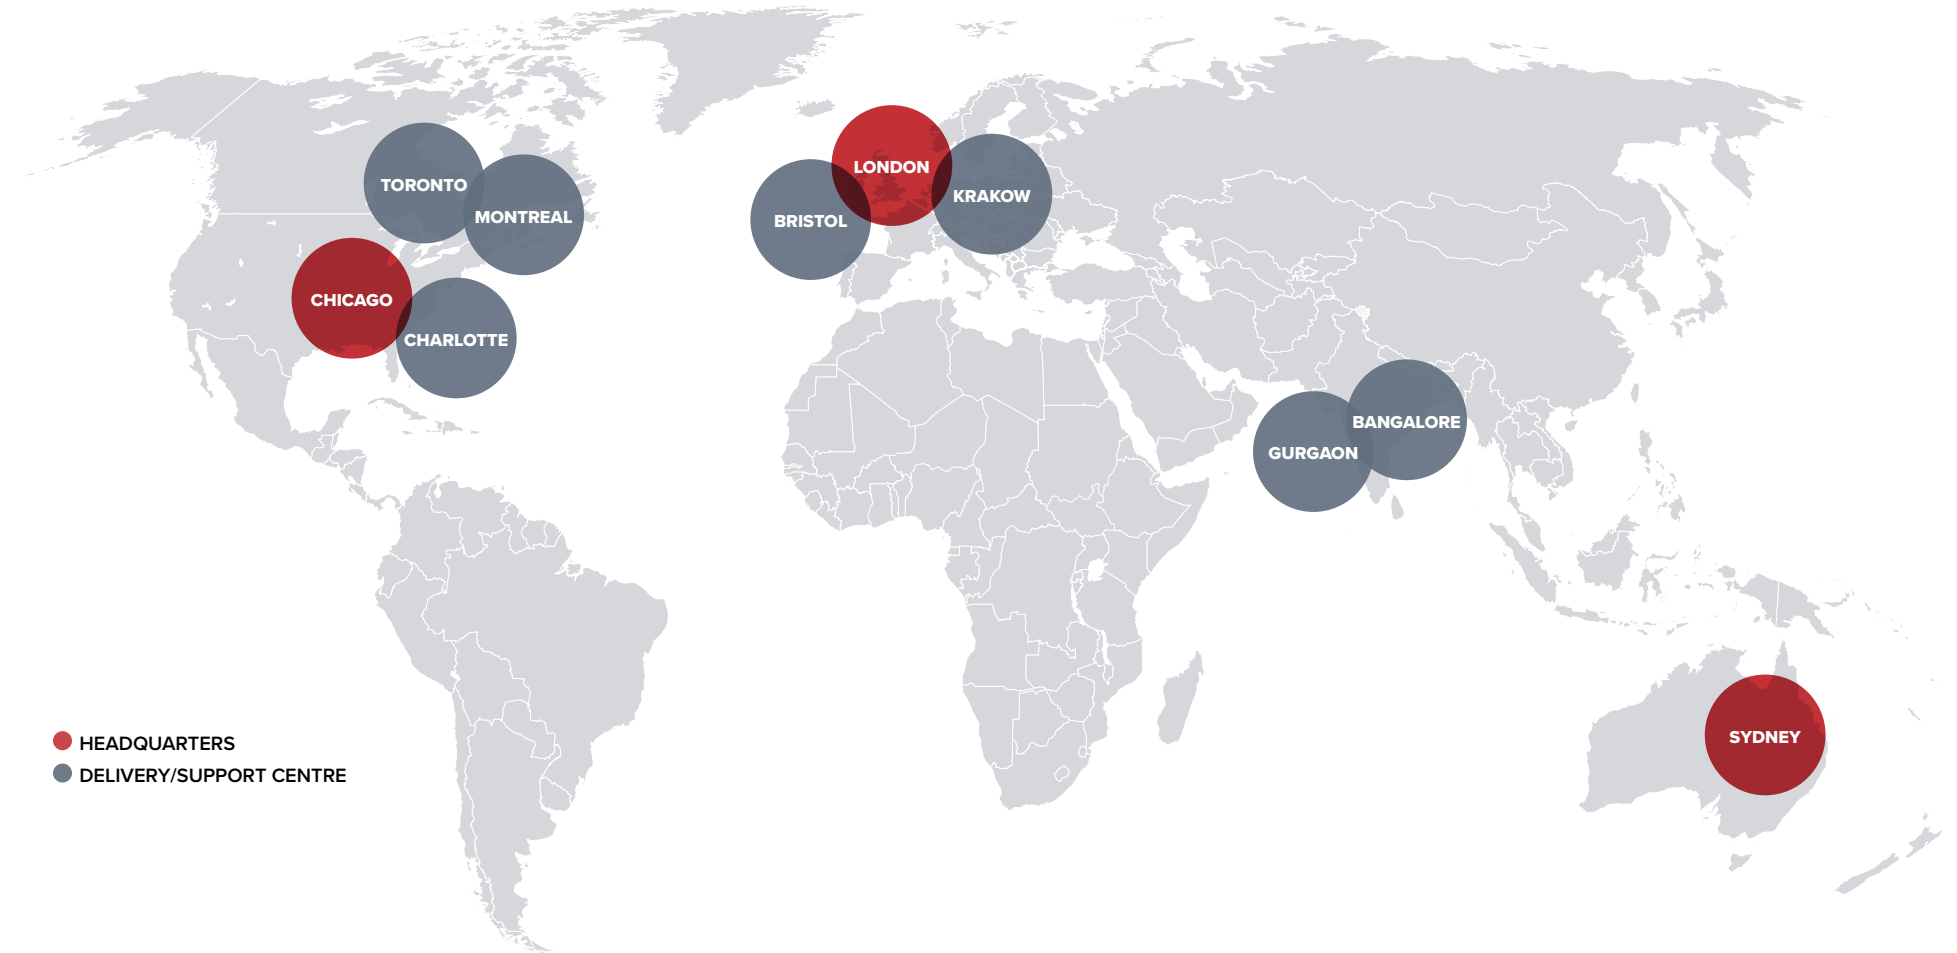 TORONTO
MONTREAL
CHICAGO
CHARLOTTE
LONDON
KRAKOW
BRISTOL
BANGALORE
GURGAON
SYDNEY
HEADQUARTERS
DELIVERY/SUPPORT CENTRE